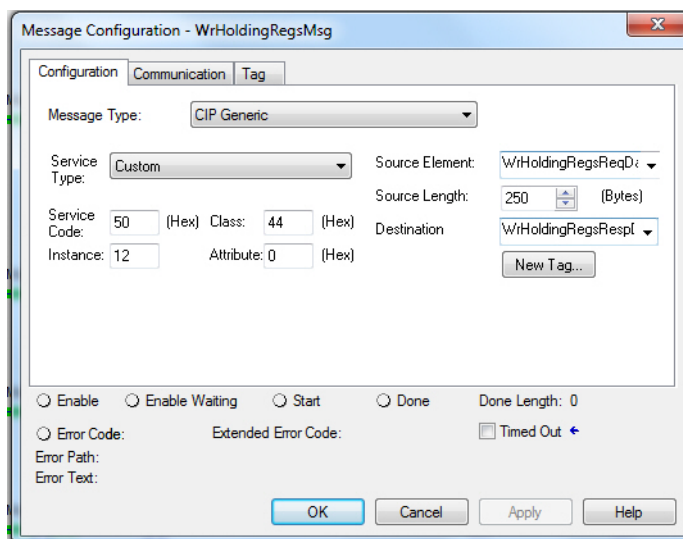 Message Configuration - WrHoldingRegsMsg
Configuration Communication Tag
Message Type: CIP Generic
Service Type: Custom
Source Element: WrHoldingRegsReqDa
Source Length: 250 (Bytes)
Service Code: 50 (Hex) Class: 44 (Hex)
Destination WrHoldingRegsRespD
Instance: 12 Attribute: 0 (Hex)
New Tag...
Enable Enable Waiting Start Done Done Length: 0
Error Code: Extended Error Code: Timed Out
Error Path:
Error Text:
OK Cancel Apply Help